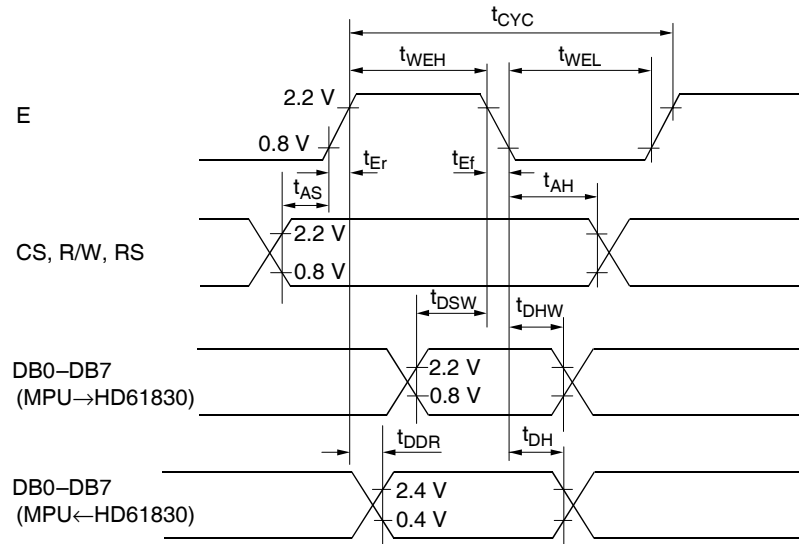 tCYC
tWEH tWEL
E
2.2 V
0.8 V
tEr tEf
tAS tAH
CS, R/W, RS
2.2 V
0.8 V
tDSW tDHW
DB0–DB7
(MPU→HD61830)
2.2 V
0.8 V
tDDR tDH
DB0–DB7
(MPU←HD61830)
2.4 V
0.4 V